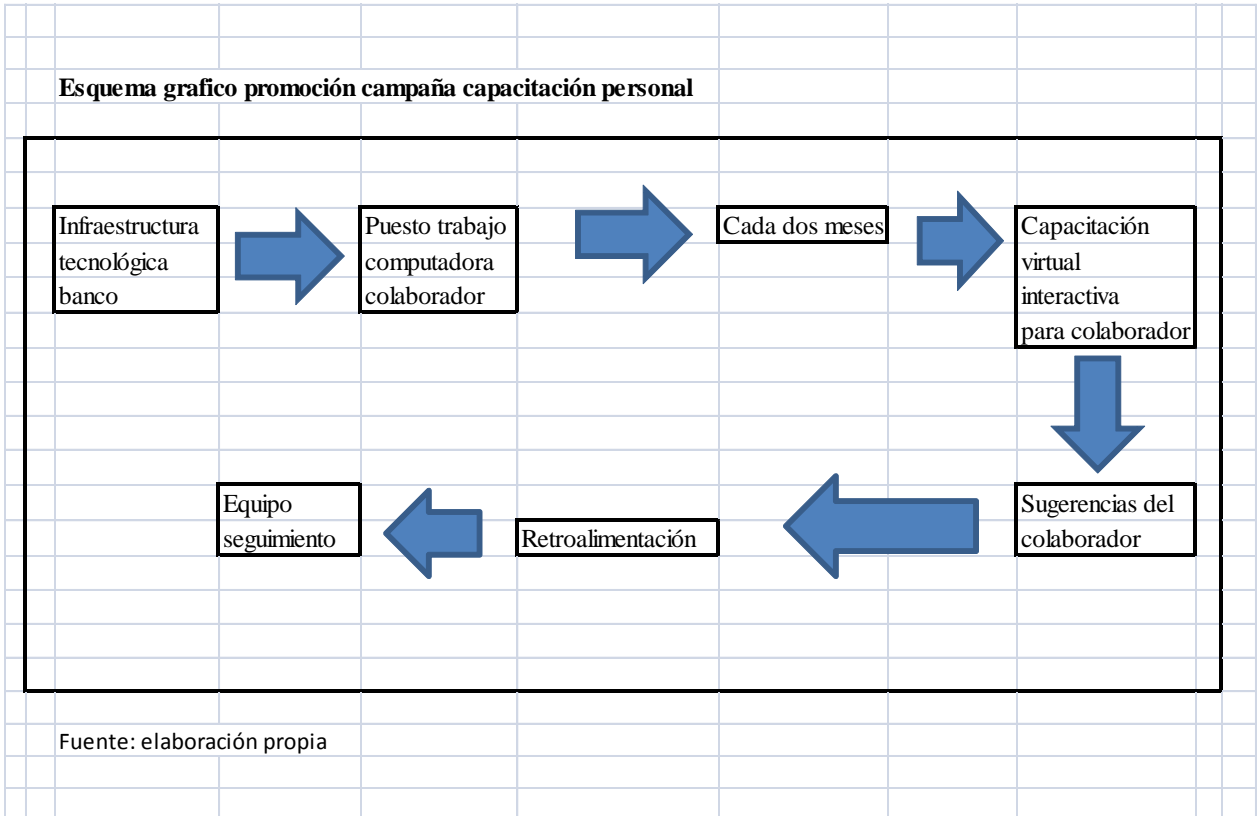 Esquema grafico promoción campaña capacitación personal
Infraestructura
tecnológica
banco
Puesto trabajo
computadora
colaborador
Cada dos meses
Capacitación
virtual
interactiva
para colaborador
Sugerencias del
colaborador
Retroalimentación
Equipo
seguimiento
Fuente: elaboración propia